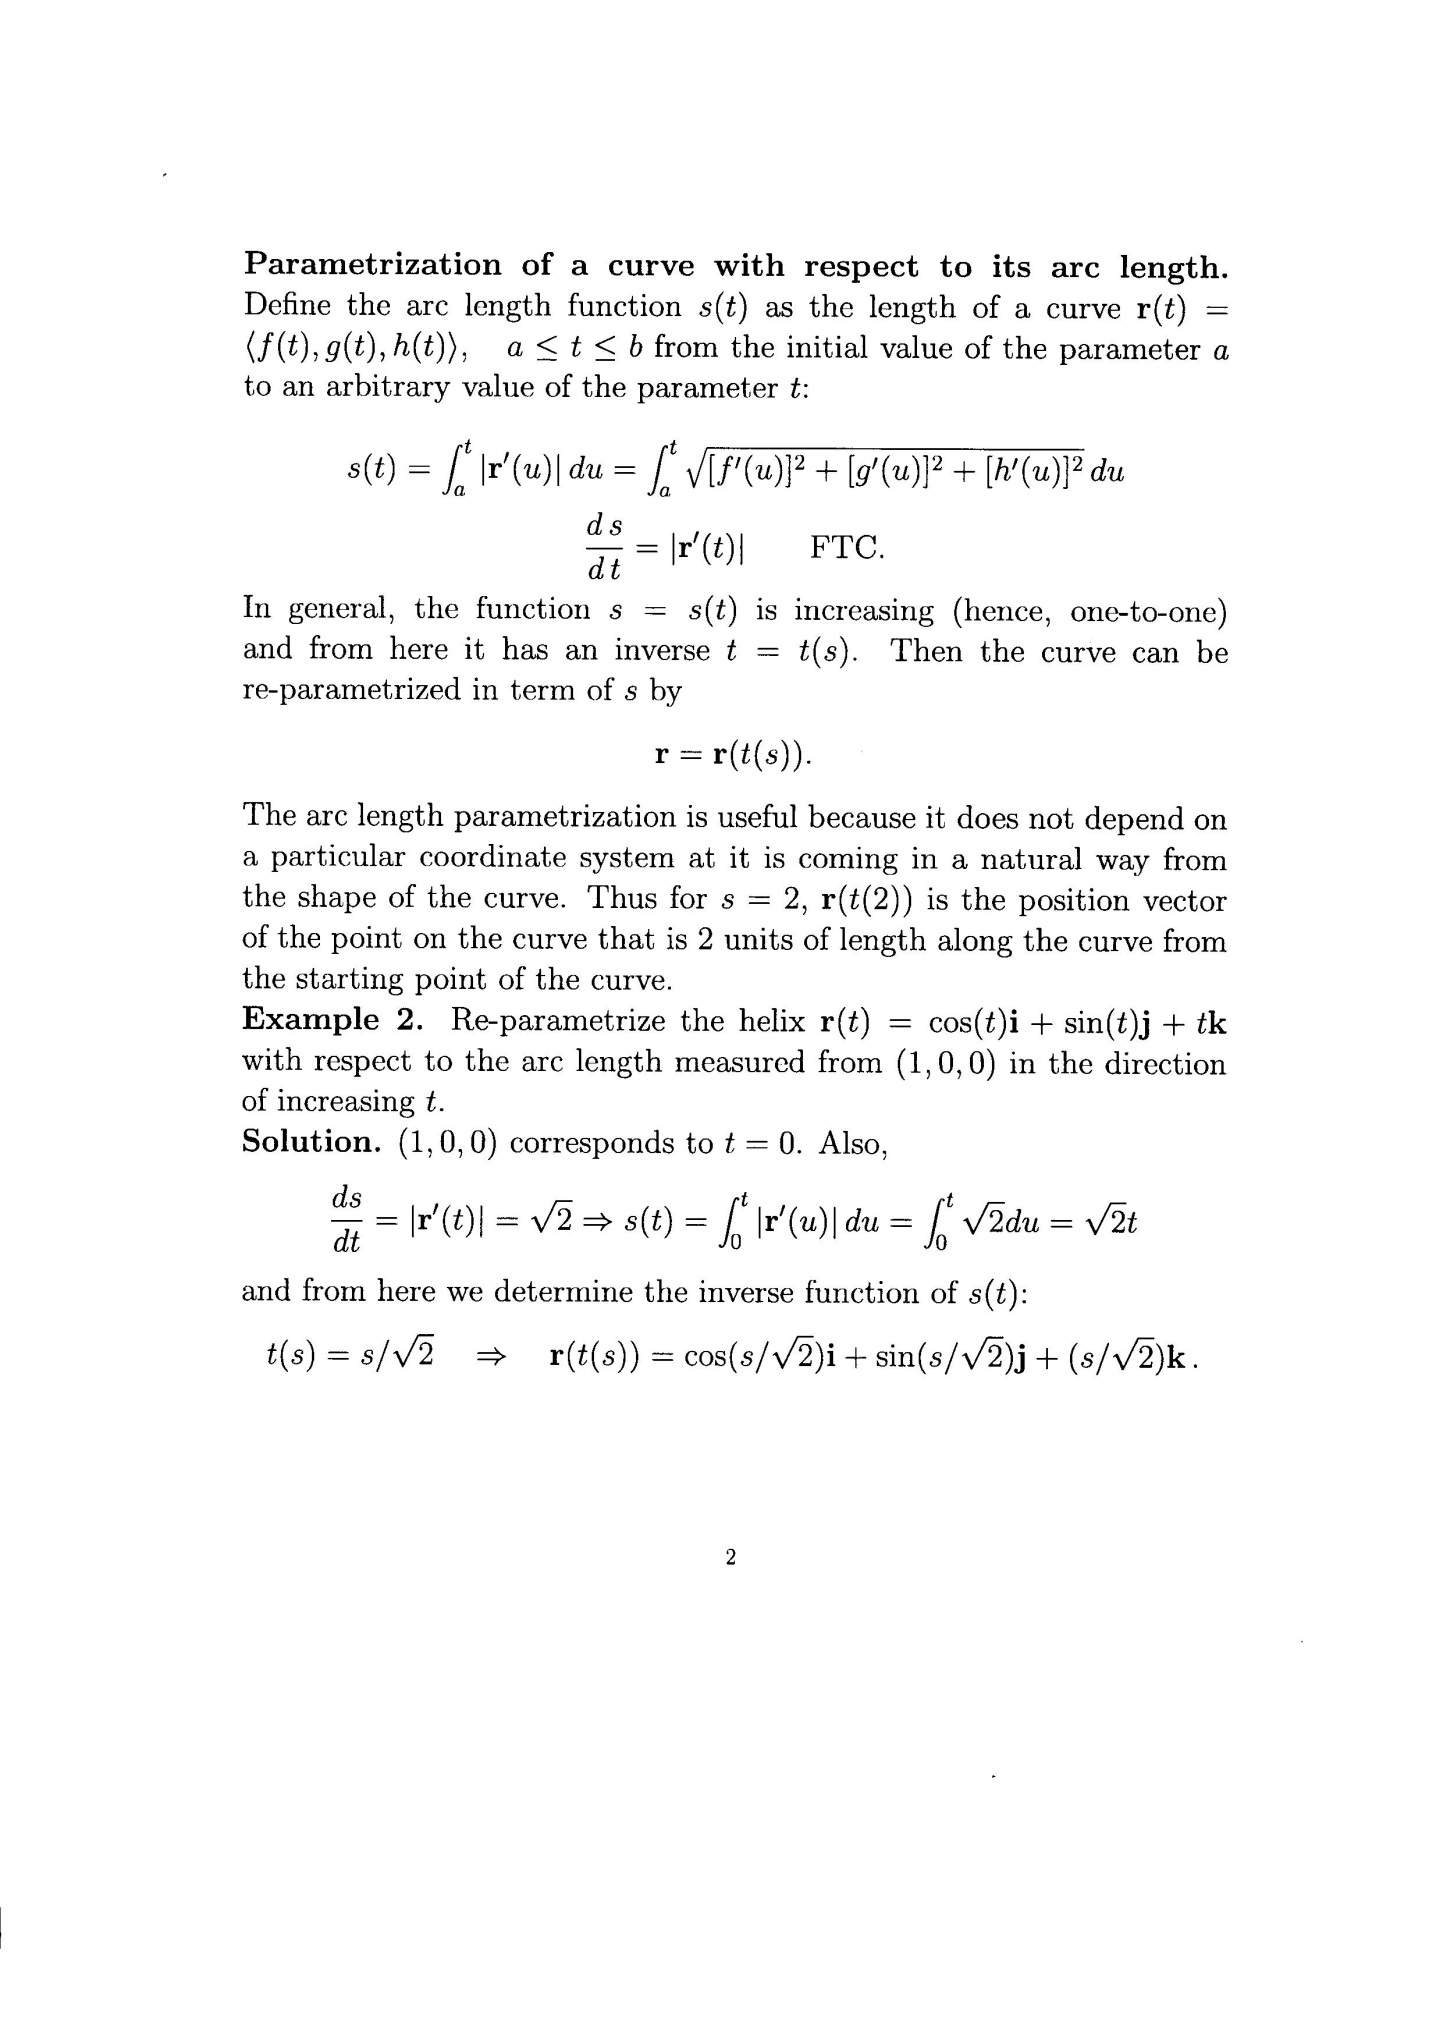 Parametrization of a curve with respect to its arc length.
Define the arc length function s(t) as the length of a curve r(t) =
⟨f(t), g(t), h(t)⟩, a ≤ t ≤ b from the initial value of the parameter a
to an arbitrary value of the parameter t:
s(t) = ∫_a^t |r′(u)| du = ∫_a^t √([f′(u)]² + [g′(u)]² + [h′(u)]²) du
d s/d t = |r′(t)| FTC.
In general, the function s = s(t) is increasing (hence, one-to-one)
and from here it has an inverse t = t(s). Then the curve can be
re-parametrized in term of s by
r = r(t(s)).
The arc length parametrization is useful because it does not depend on
a particular coordinate system at it is coming in a natural way from
the shape of the curve. Thus for s = 2, r(t(2)) is the position vector
of the point on the curve that is 2 units of length along the curve from
the starting point of the curve.
Example 2. Re-parametrize the helix r(t) = cos(t)i + sin(t)j + tk
with respect to the arc length measured from (1, 0, 0) in the direction
of increasing t.
Solution. (1, 0, 0) corresponds to t = 0. Also,
ds/dt = |r′(t)| = √2 ⇒ s(t) = ∫_0^t |r′(u)| du = ∫_0^t √2du = √2t
and from here we determine the inverse function of s(t):
t(s) = s/√2 ⇒ r(t(s)) = cos(s/√2)i + sin(s/√2)j + (s/√2)k.
2